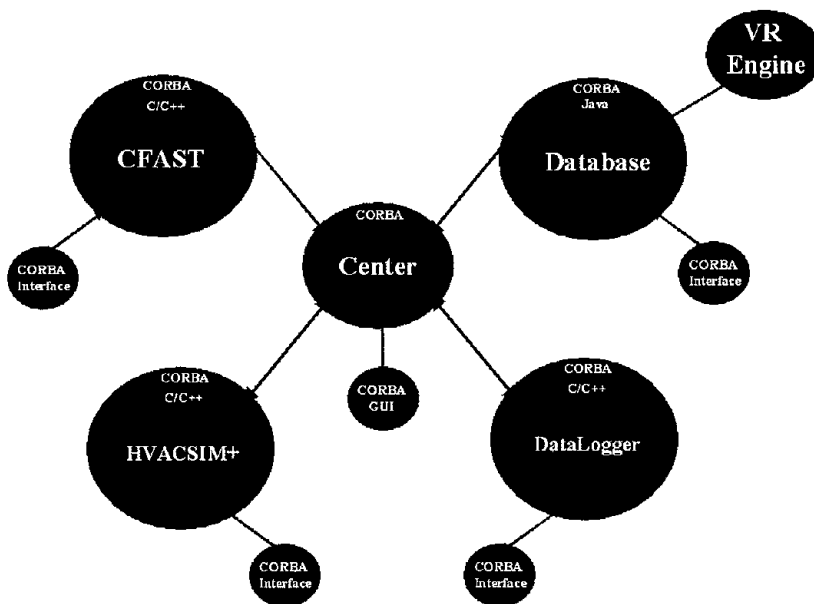 VR
Engine
CORBA
C/C++
CFAST
CORBA
Java
Database
CORBA
Center
CORBA
Interface
CORBA
Interface
CORBA
C/C++
HVACSIM+
CORBA
GUI
CORBA
C/C++
DataLogger
CORBA
Interface
CORBA
Interface